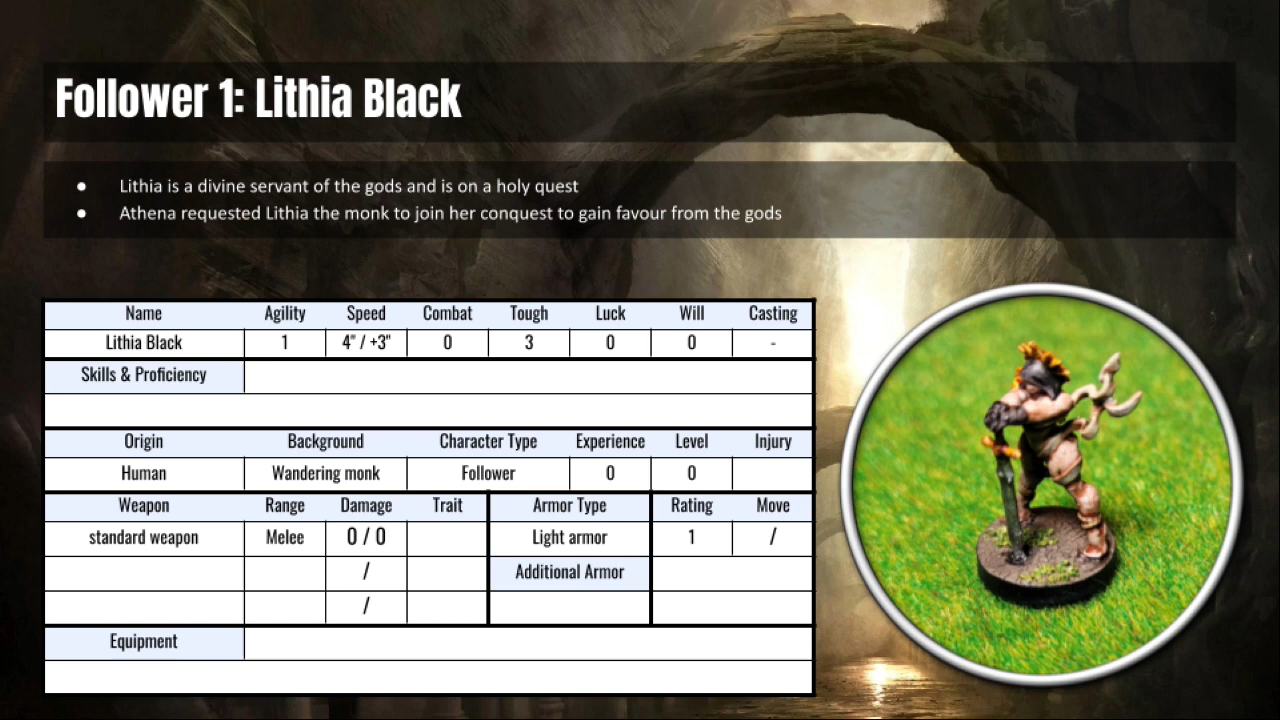 Follower 1: Lithia Black
● Lithia is a divine servant of the gods and is on a holy quest
● Athena requested Lithia the monk to join her conquest to gain favour from the gods
Name Agility Speed Combat Tough Luck Will Casting
Lithia Black 1 4" / +3" 0 3 0 0 -
Skills & Proficiency
Origin Background Character Type Experience Level Injury
Human Wandering monk Follower 0 0
Weapon Range Damage Trait Armor Type Rating Move
standard weapon Melee 0 / 0 Light armor 1 /
/ Additional Armor
/
Equipment